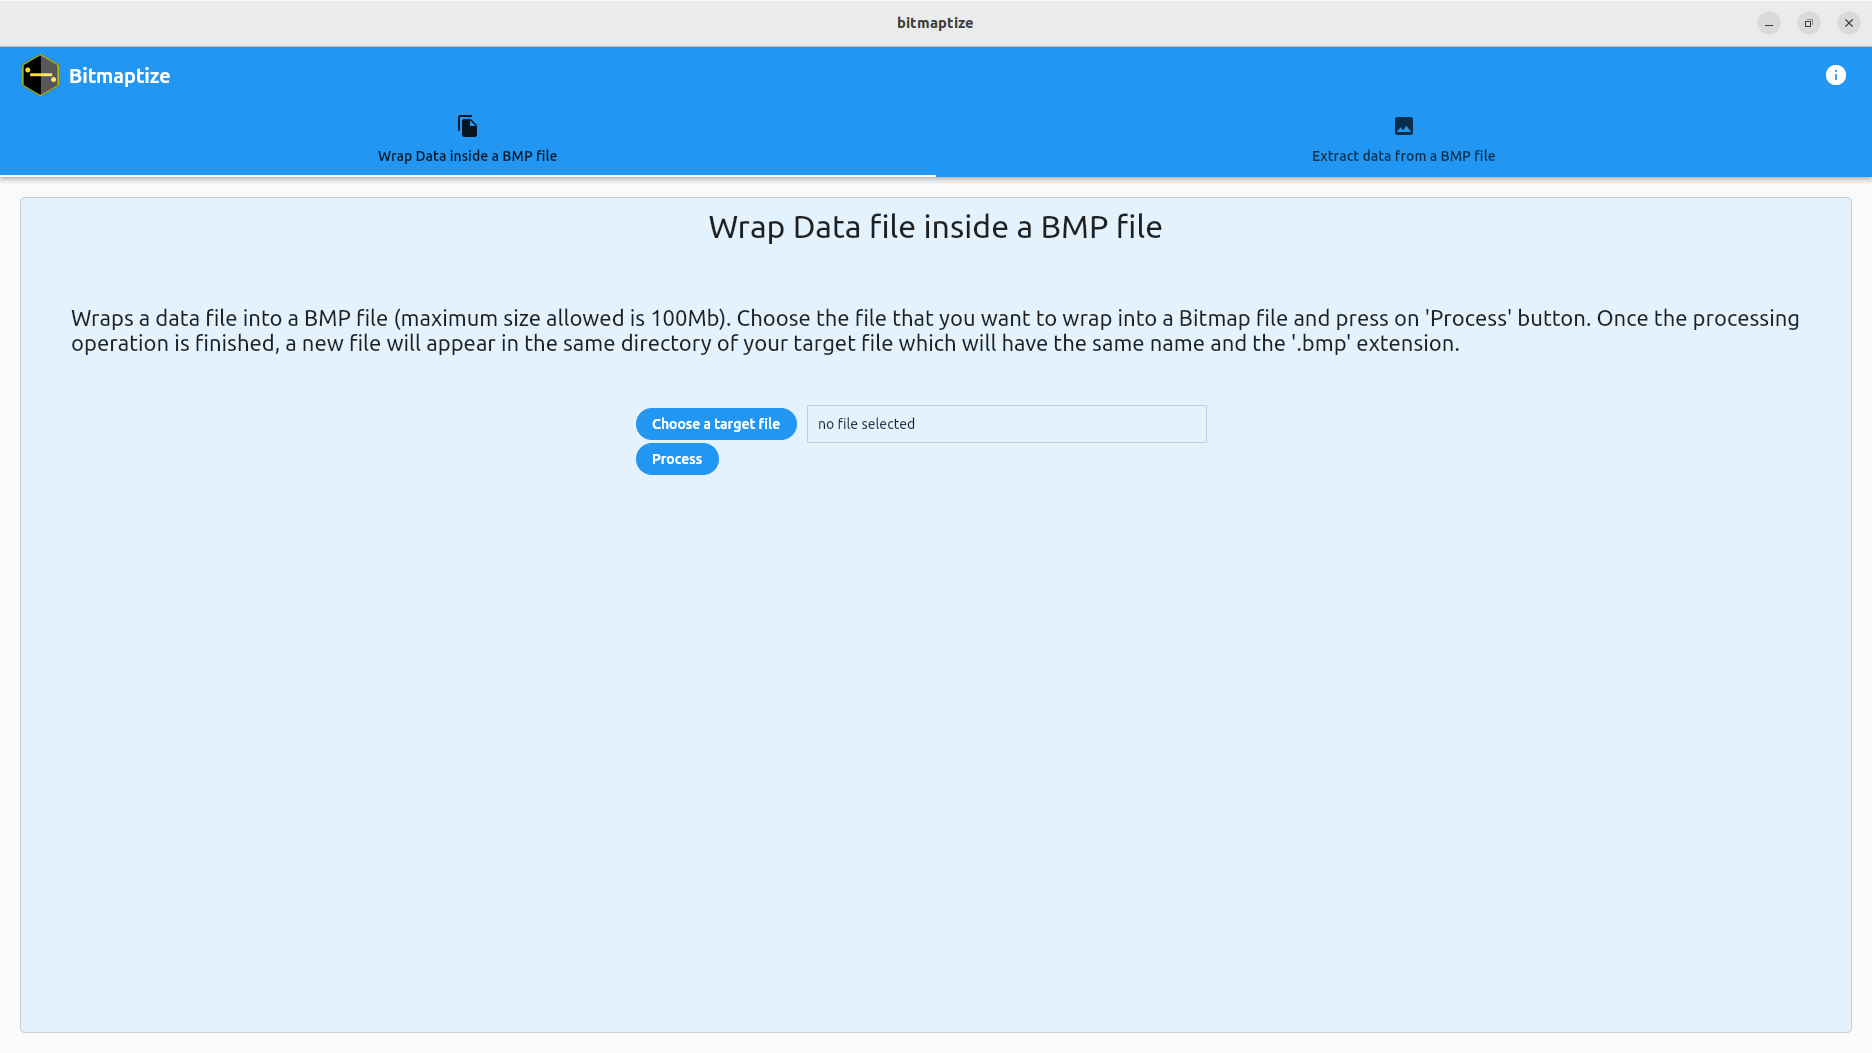 bitmaptize
Bitmaptize
Wrap Data inside a BMP file
Extract data from a BMP file
Wrap Data file inside a BMP file
Wraps a data file into a BMP file (maximum size allowed is 100Mb). Choose the file that you want to wrap into a Bitmap file and press on 'Process' button. Once the processing
operation is finished, a new file will appear in the same directory of your target file which will have the same name and the '.bmp' extension.
Choose a target file
no file selected
Process